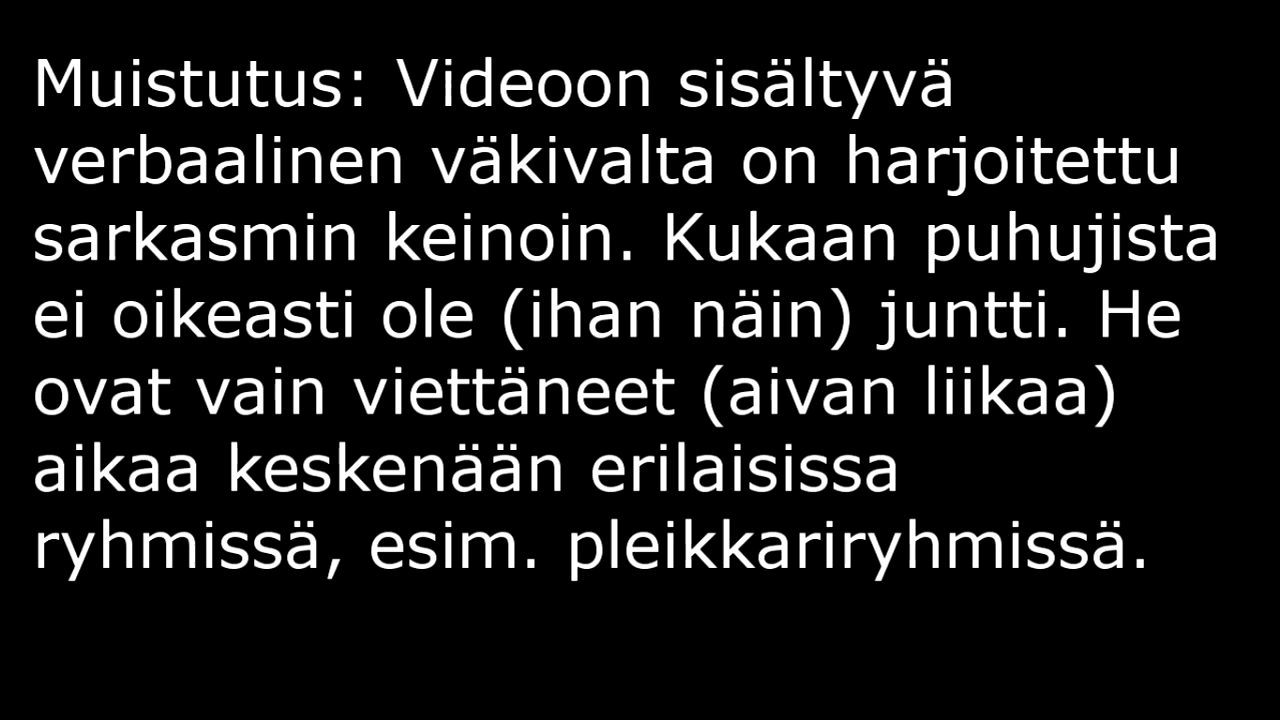 Muistutus: Videoon sisältyvä
verbaalinen väkivalta on harjoitettu
sarkasmin keinoin. Kukaan puhujista
ei oikeasti ole (ihan näin) juntti. He
ovat vain viettäneet (aivan liikaa)
aikaa keskenään erilaisissa
ryhmissä, esim. pleikkariryhmissä.